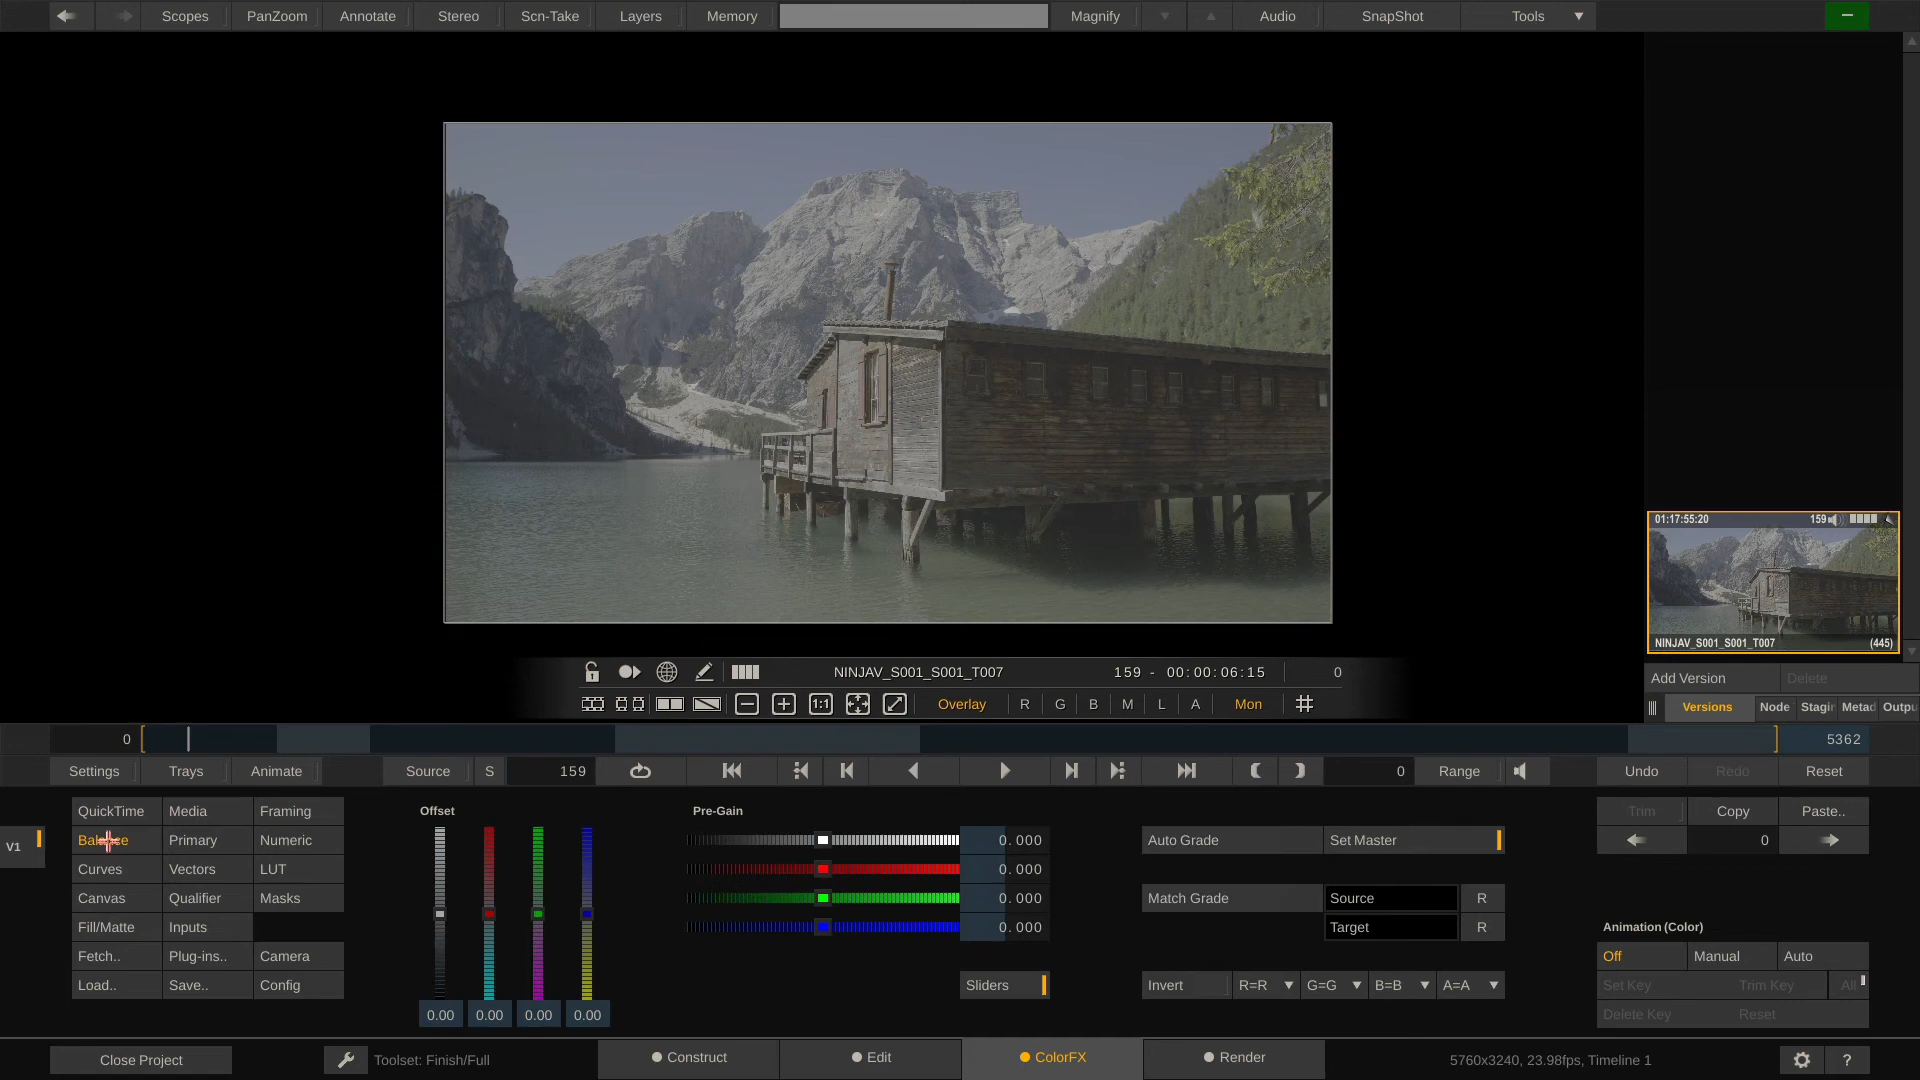 Scopes PanZoom Annotate Stereo Scn-Take Layers Memory Magnify Audio SnapShot Tools
01:17:55:20 159
NINJAV_S001_S001_T007 (445)
NINJAV_S001_S001_T007 159 - 00:00:06:15 0
Add Version Delete
1:1 Overlay R G B M L A Mon
Versions Node Stagin Metad Outpu
0 5362
Settings Trays Animate Source S 159 0 Range Undo Redo Reset
QuickTime Media Framing Offset Pre-Gain Trim Copy Paste..
V1 Balance Primary Numeric 0.000 Auto Grade Set Master 0
Curves Vectors LUT 0.000
Canvas Qualifier Masks 0.000 Match Grade Source R
Fill/Matte Inputs 0.000 Target R Animation (Color)
Fetch.. Plug-ins.. Camera Off Manual Auto
Load.. Save.. Config Sliders Invert R=R G=G B=B A=A Set Key Trim Key All
0.00 0.00 0.00 0.00 Delete Key Reset
Close Project Toolset: Finish/Full Construct Edit ColorFX Render 5760x3240, 23.98fps, Timeline 1 ?